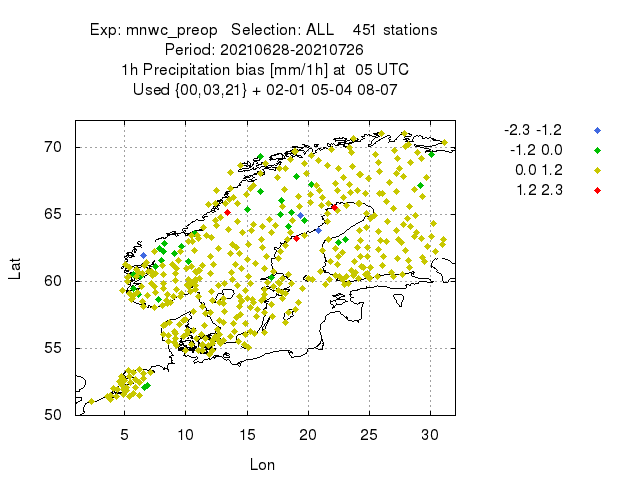 Exp: mnwc_preop   Selection: ALL    451 stations
Period: 20210628-20210726
1h Precipitation bias [mm/1h] at  05 UTC
Used {00,03,21} + 02-01 05-04 08-07
-2.3 -1.2
-1.2 0.0
0.0 1.2
1.2 2.3
70
65
60
55
50
Lat
5 10 15 20 25 30
Lon